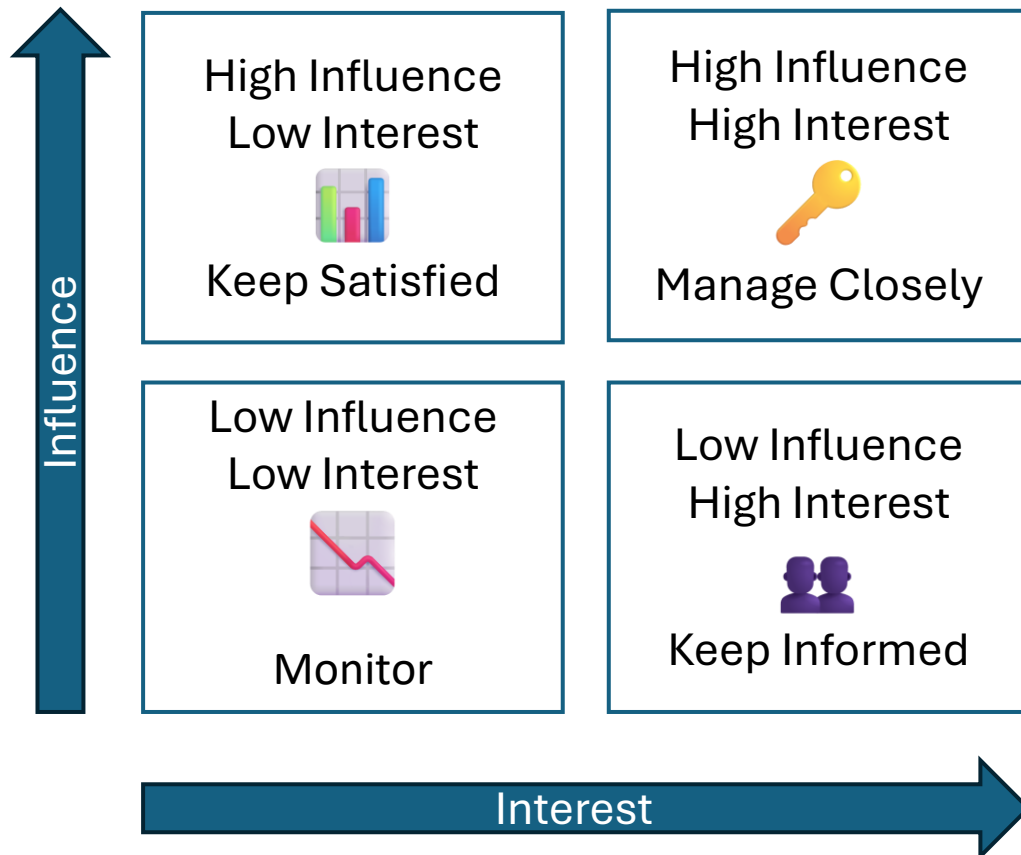 High Influence
Low Interest
Keep Satisfied
High Influence
High Interest
Manage Closely
Influence
Low Influence
Low Interest
Monitor
Low Influence
High Interest
Keep Informed
Interest